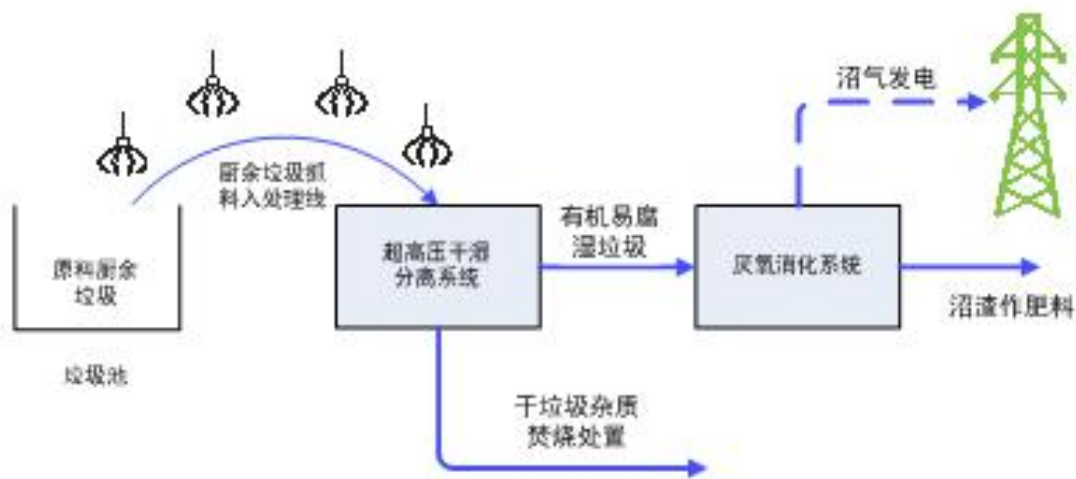 沼气发电
厨余垃圾抓
料入处理线
有机易腐
湿垃圾
原料厨余
垃圾
超高压干湿
分离系统
厌氧消化系统
沼渣作肥料
垃圾池
干垃圾杂质
焚烧处置